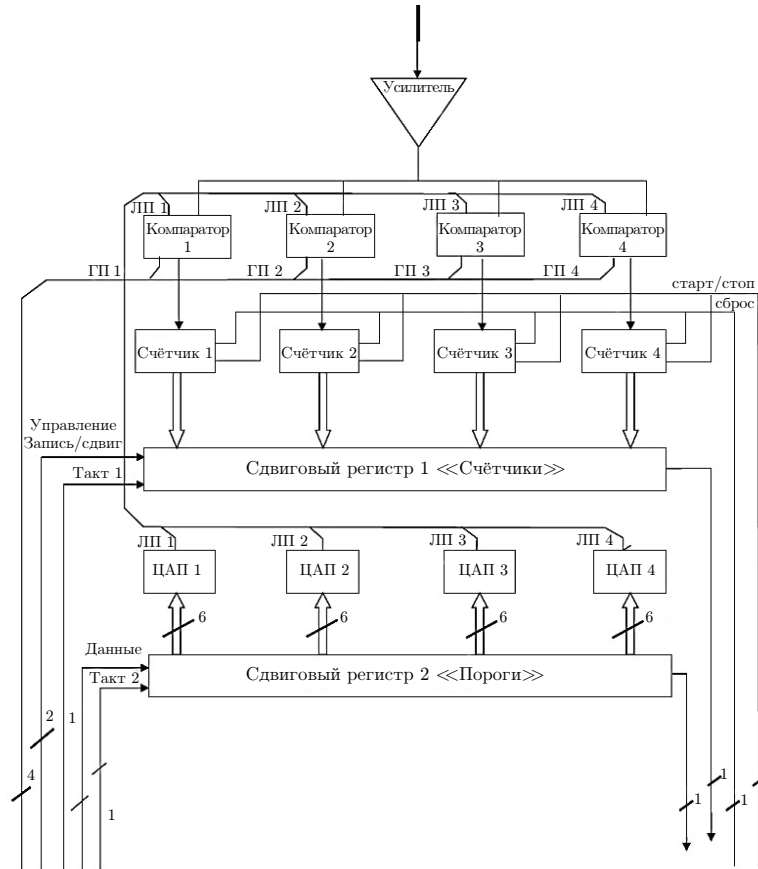 Усилитель
ЛП 1
ЛП 2
ЛП 3
ЛП 4
Компаратор
1
Компаратор
2
Компаратор
3
Компаратор
4
ГП 1
ГП 2
ГП 3
ГП 4
старт/стоп
сброс
Счётчик 1
Счётчик 2
Счётчик 3
Счётчик 4
Управление
Запись/сдвиг
Такт 1
Сдвиговый регистр 1 ≪Счётчики≫
ЛП 1
ЛП 2
ЛП 3
ЛП 4
ЦАП 1
ЦАП 2
ЦАП 3
ЦАП 4
6
6
6
6
Данные
Такт 2
Сдвиговый регистр 2 ≪Пороги≫
2
1
4
1
1
1
1